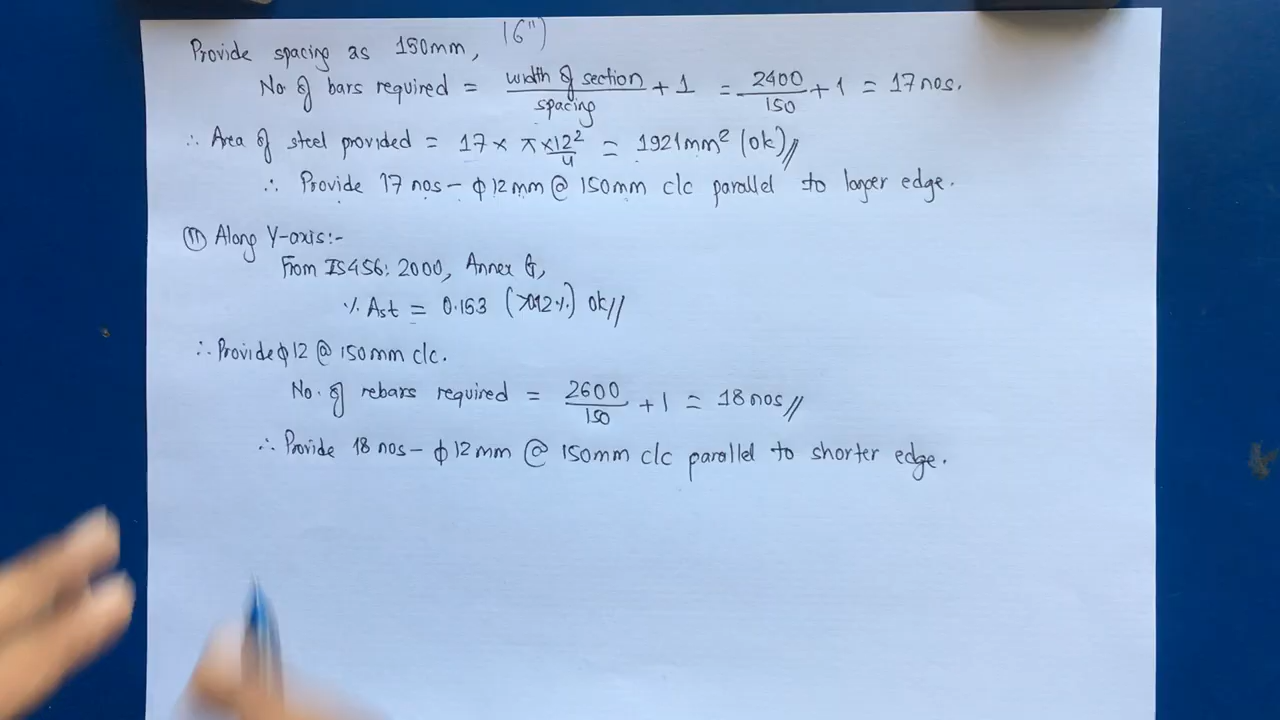 Provide spacing as 150mm, (6")
No of bars required = width of section / spacing + 1 = 2400 / 150 + 1 = 17 nos.
∴ Area of steel provided = 17 × π × 12² / 4 = 1921mm² (ok)//
∴ Provide 17 nos - ϕ12mm @ 150mm c/c parallel to longer edge.
(II) Along Y-axis:-
From IS456: 2000, Annex G,
% Ast = 0.153 (>0.12%) ok//
∴ Provide ϕ12 @ 150mm c/c.
No. of rebars required = 2600 / 150 + 1 = 18 nos//
∴ Provide 18 nos - ϕ12mm @ 150mm c/c parallel to shorter edge.